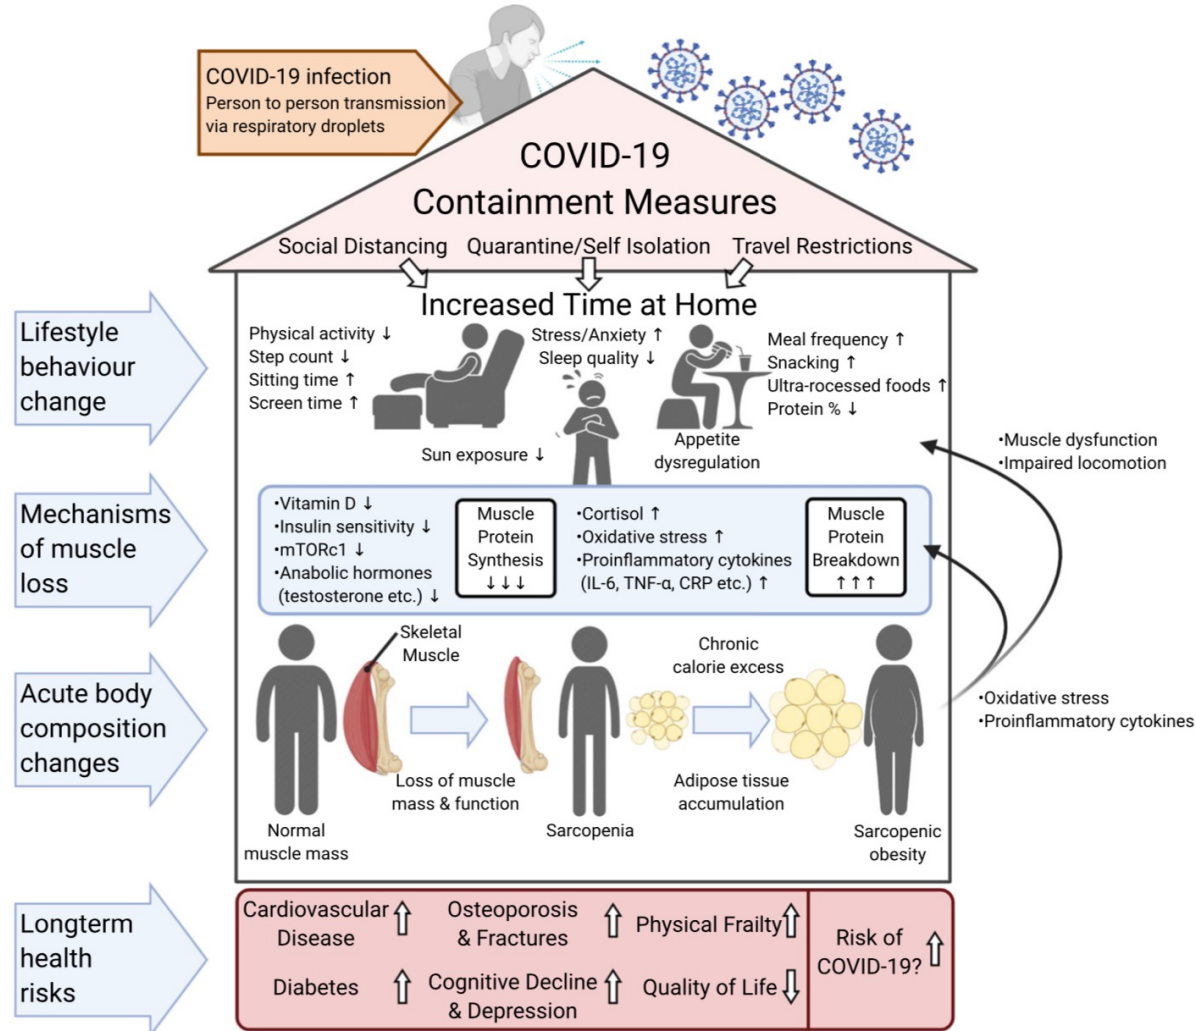 COVID-19 infection
Person to person transmission
via respiratory droplets
COVID-19
Containment Measures
Social Distancing
Quarantine/Self Isolation
Travel Restrictions
Increased Time at Home
Lifestyle
behaviour
change
Physical activity ↓
Step count ↓
Sitting time ↑
Screen time ↑
Stress/Anxiety ↑
Sleep quality ↓
Meal frequency ↑
Snacking ↑
Ultra-rocessed foods ↑
Protein % ↓
Sun exposure ↓
Appetite
dysregulation
•Muscle dysfunction
•Impaired locomotion
Mechanisms
of muscle
loss
•Vitamin D ↓
•Insulin sensitivity ↓
•mTORc1 ↓
•Anabolic hormones
(testosterone etc.) ↓
Muscle
Protein
Synthesis
↓↓↓
•Cortisol ↑
•Oxidative stress ↑
•Proinflammatory cytokines
(IL-6, TNF-α, CRP etc.) ↑
Muscle
Protein
Breakdown
↑↑↑
Acute body
composition
changes
Skeletal
Muscle
Chronic
calorie excess
•Oxidative stress
•Proinflammatory cytokines
Loss of muscle
mass & function
Adipose tissue
accumulation
Normal
muscle mass
Sarcopenia
Sarcopenic
obesity
Longterm
health
risks
Cardiovascular
Disease
Osteoporosis
& Fractures
Physical Frailty
Diabetes
Cognitive Decline
& Depression
Quality of Life
Risk of
COVID-19?